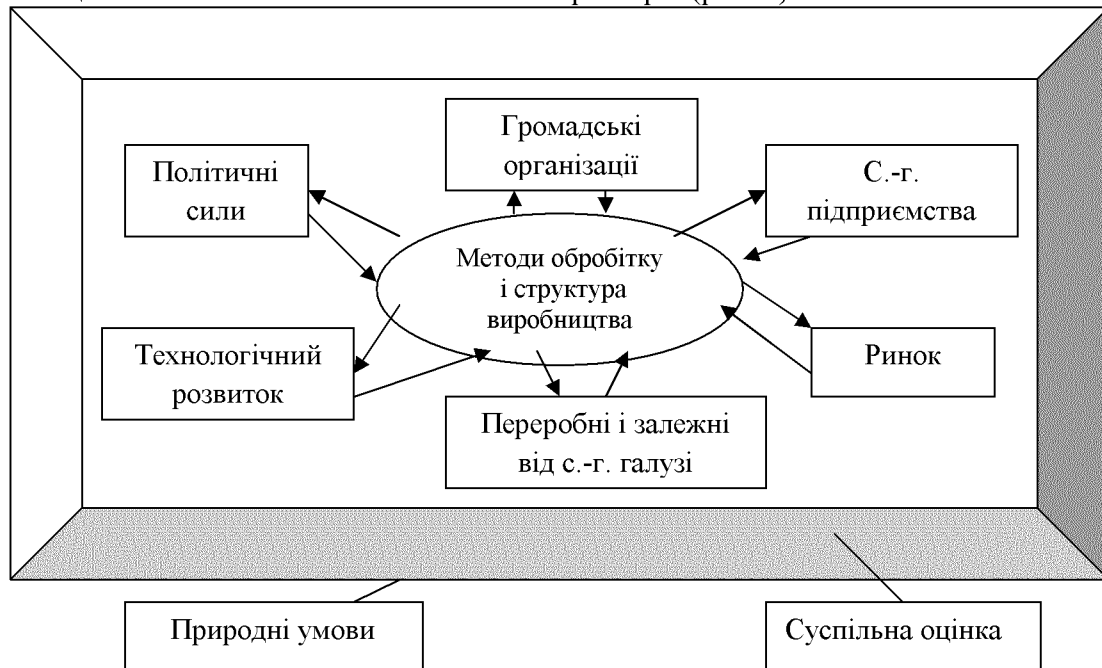 Громадські
організації
Політичні
сили
С.-г.
підприємства
Методи обробітку
і структура
виробництва
Технологічний
розвиток
Ринок
Переробні і залежні
від с.-г. галузі
Природні умови
Суспільна оцінка